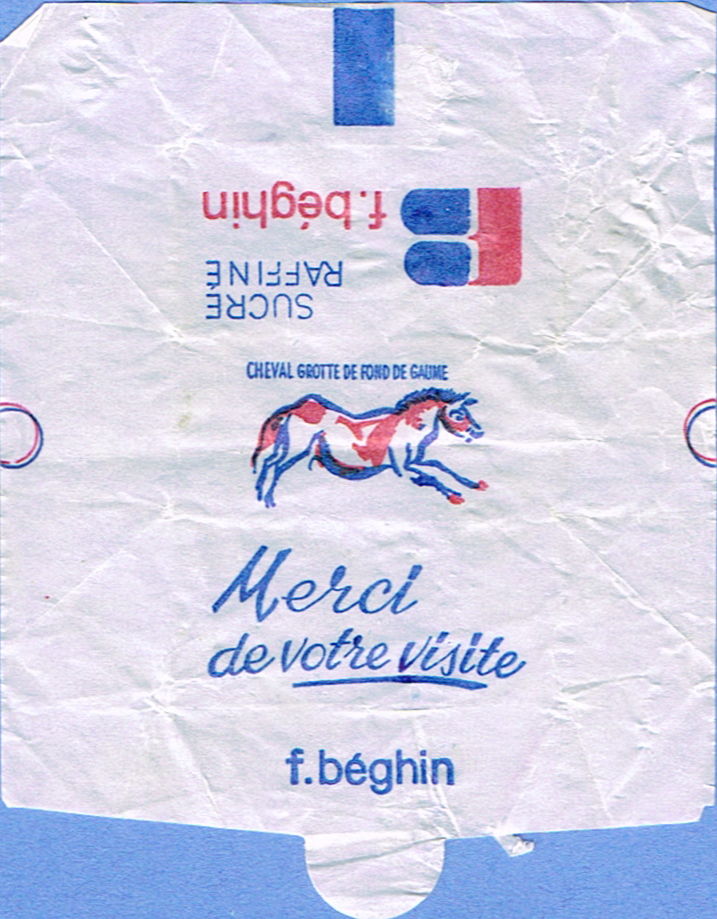 f.béghin
SUCRE
RAFFINÉ
CHEVAL GROTTE DE FOND DE GAUME
Merci
de votre visite
f.béghin